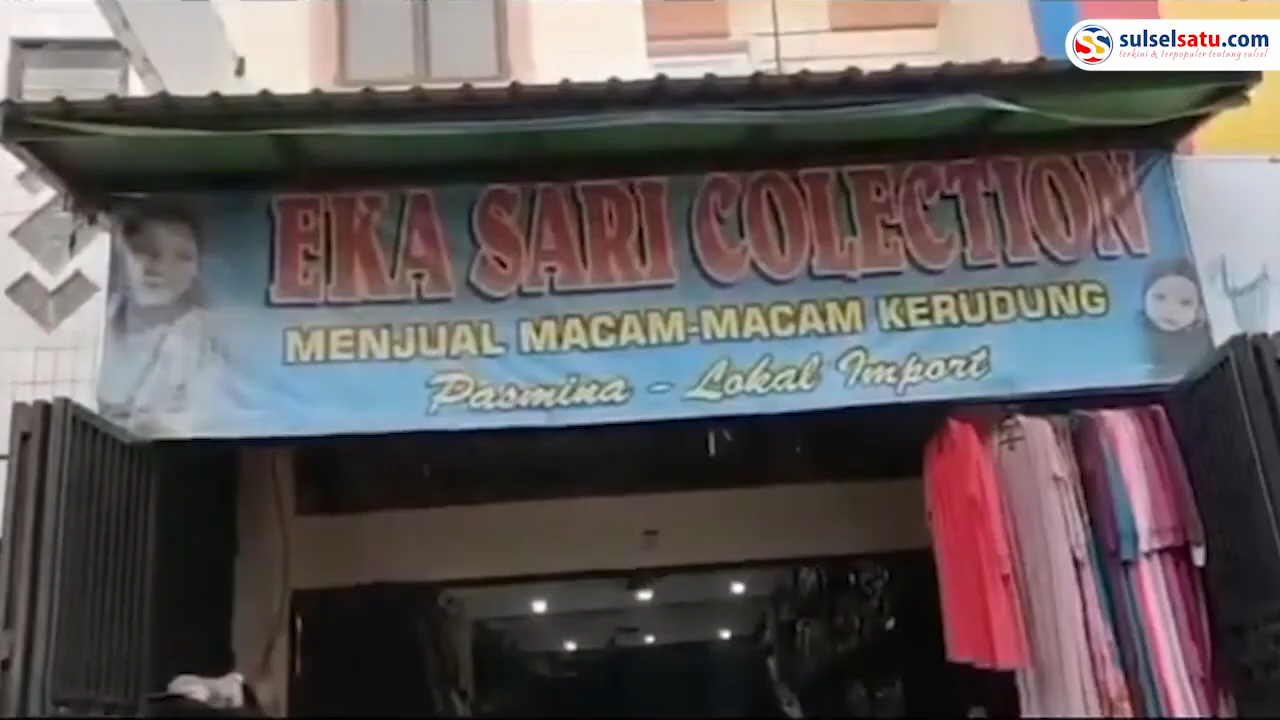 sulselsatu.com
terkini & terpopuler tentang sulsel
EKA SARI COLECTION
MENJUAL MACAM-MACAM KERUDUNG
Pasmina - Lokal Import